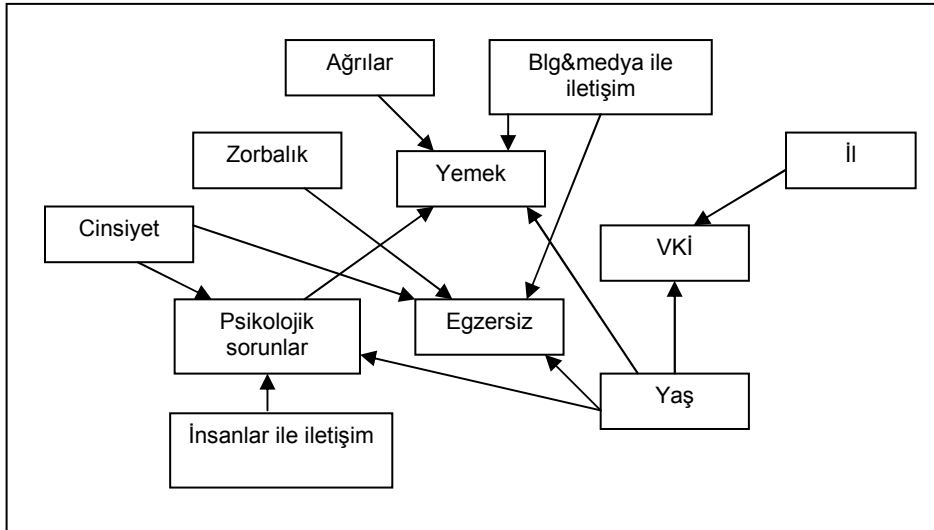 Ağrılar
Blg&medya ile
iletişim
Zorbalık
Yemek
İl
Cinsiyet
VKİ
Psikolojik
sorunlar
Egzersiz
Yaş
İnsanlar ile iletişim